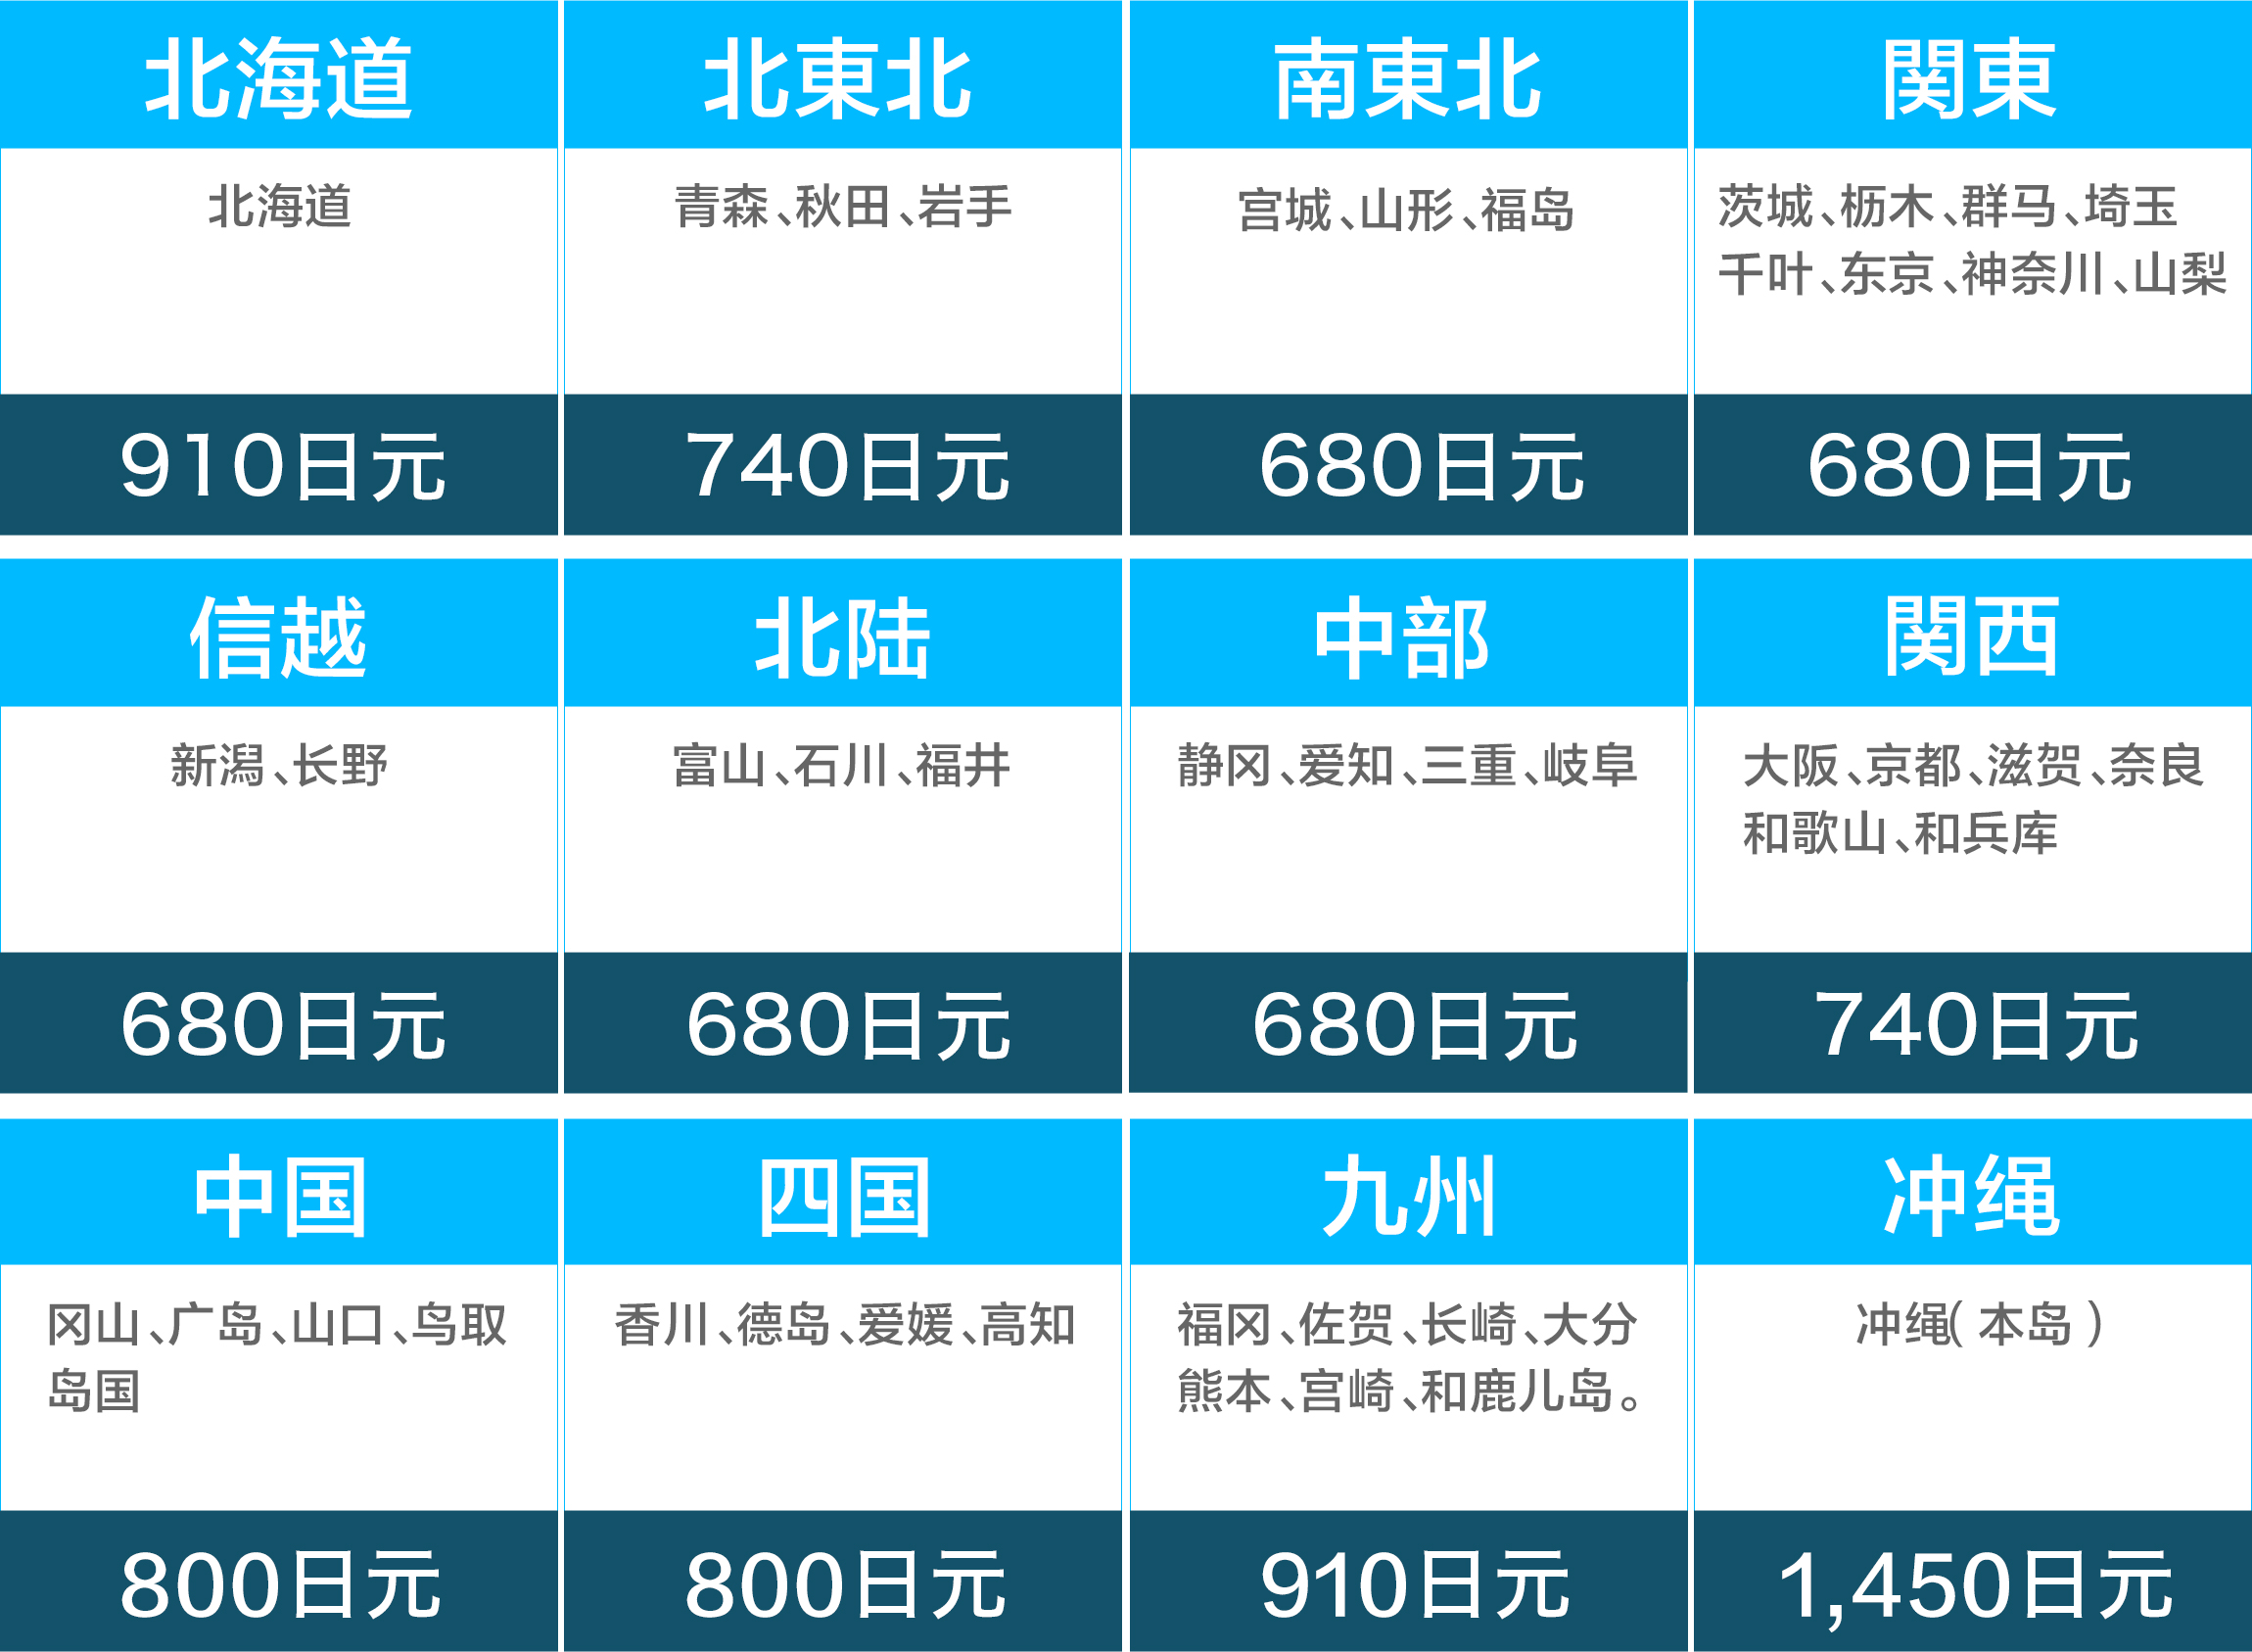 北海道
北海道
910日元
北東北
青森、秋田、岩手
740日元
南東北
宫城、山形、福岛
680日元
関東
茨城、枥木、群马、埼玉
千叶、东京、神奈川、山梨
680日元
信越
新潟、长野
680日元
北陆
富山、石川、福井
680日元
中部
静冈、爱知、三重、岐阜
680日元
関西
大阪、京都、滋贺、奈良
和歌山、和兵库
740日元
中国
冈山、广岛、山口、鸟取
岛国
800日元
四国
香川、德岛、爱媛、高知
800日元
九州
福冈、佐贺、长崎、大分
熊本、宫崎、和鹿儿岛。
910日元
冲绳
冲绳(本岛)
1,450日元